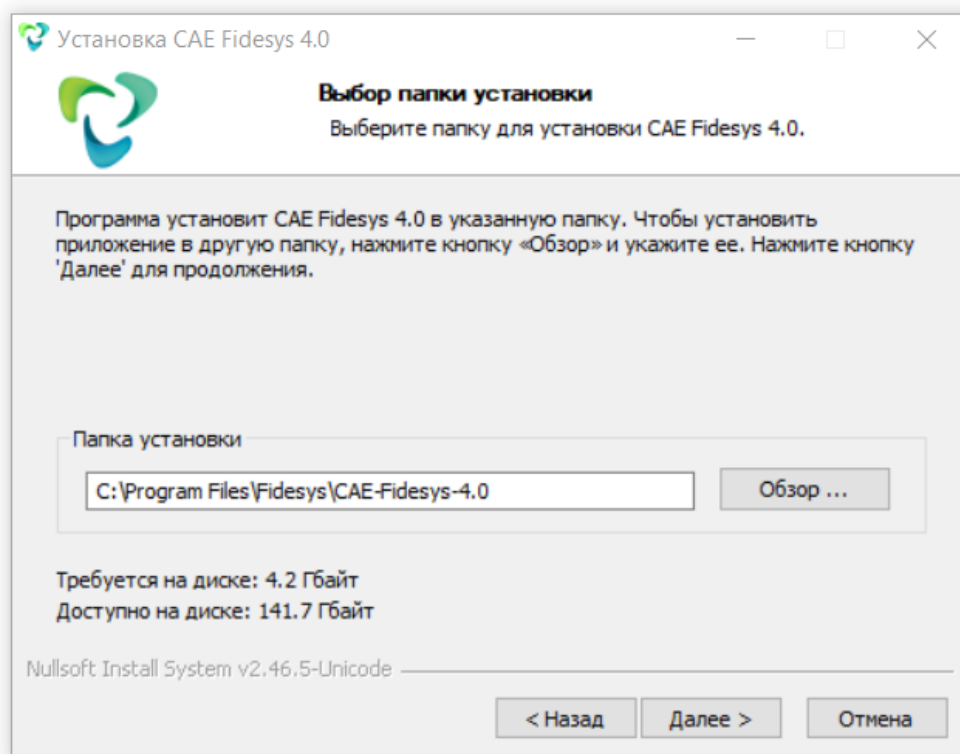 Установка CAE Fidesys 4.0
Выбор папки установки
Выберите папку для установки CAE Fidesys 4.0.
Программа установит CAE Fidesys 4.0 в указанную папку. Чтобы установить
приложение в другую папку, нажмите кнопку «Обзор» и укажите ее. Нажмите кнопку
'Далее' для продолжения.
Папка установки
C:\Program Files\Fidesys\CAE-Fidesys-4.0
Обзор ...
Требуется на диске: 4.2 Гбайт
Доступно на диске: 141.7 Гбайт
Nullsoft Install System v2.46.5-Unicode
< Назад
Далее >
Отмена